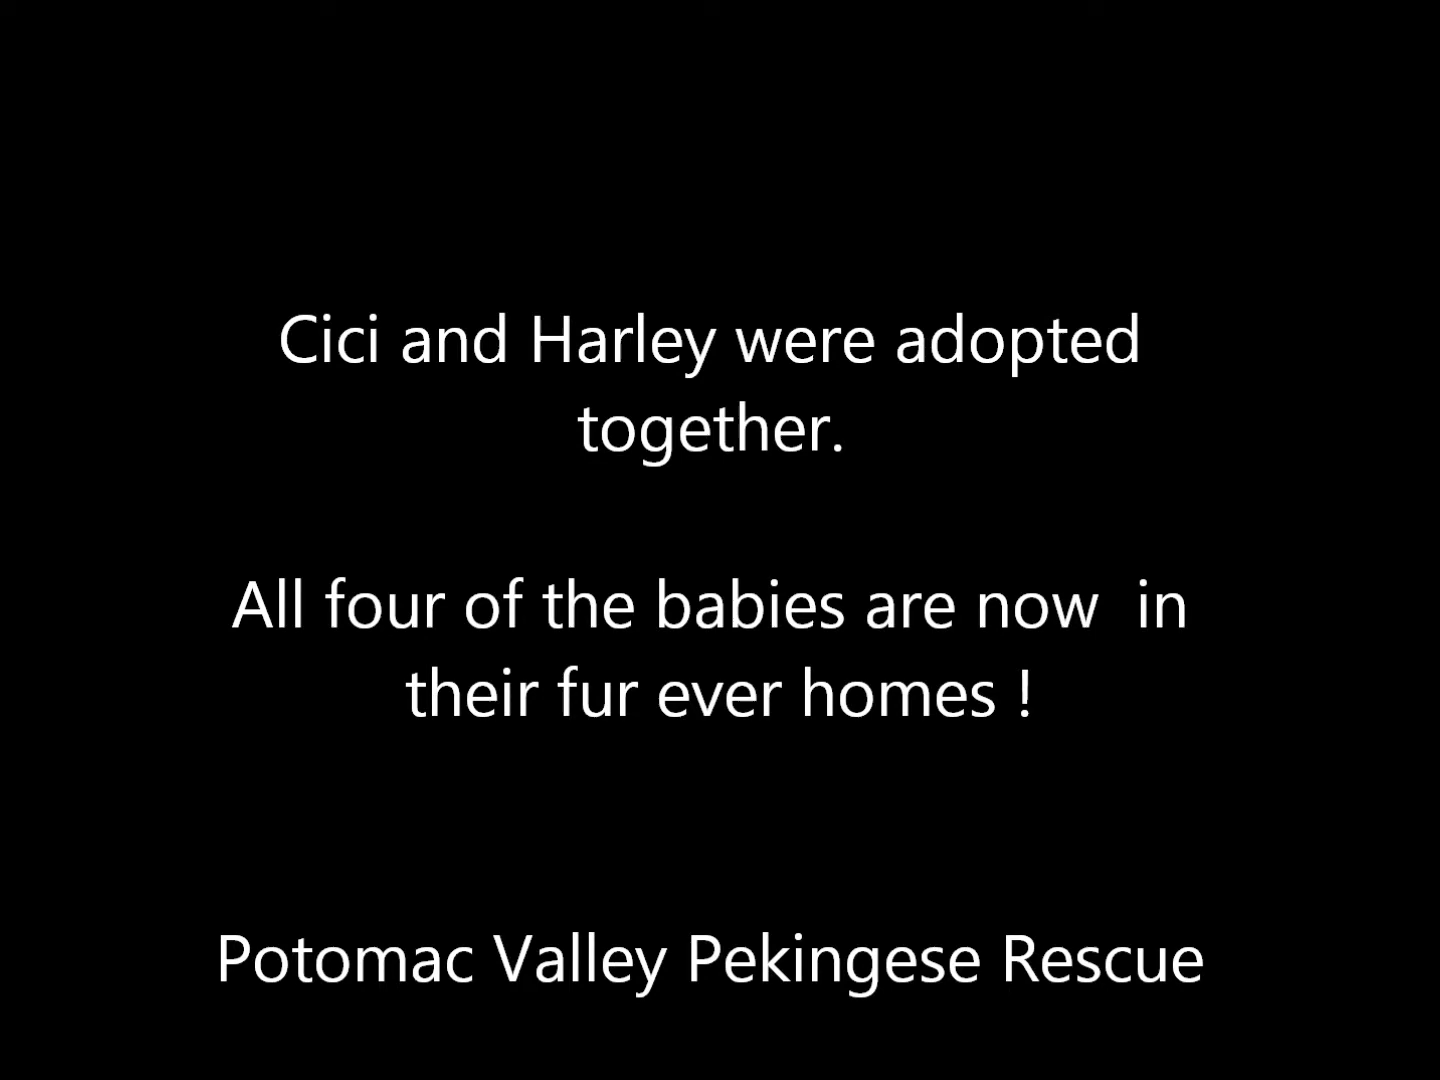 Cici and Harley were adopted
together.
All four of the babies are now  in
their fur ever homes !
Potomac Valley Pekingese Rescue